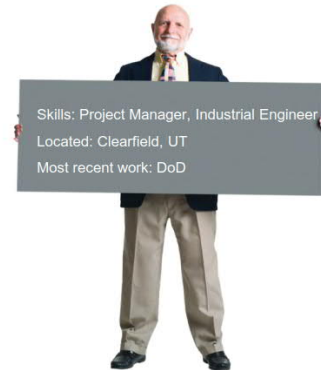 Skills: Project Manager, Industrial Engineer
Located: Clearfield, UT
Most recent work: DoD